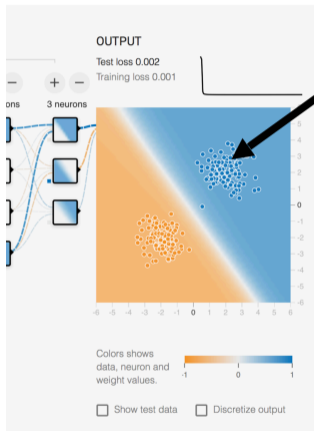 OUTPUT
Test loss 0.002
Training loss 0.001
+ −
ons
3 neurons
5
4
3
2
1
0
-1
-2
-3
-4
-5
-6
-6 -5 -4 -3 -2 -1 0 1 2 3 4 5 6
Colors shows
data, neuron and
weight values.
-1 0 1
Show test data
Discretize output